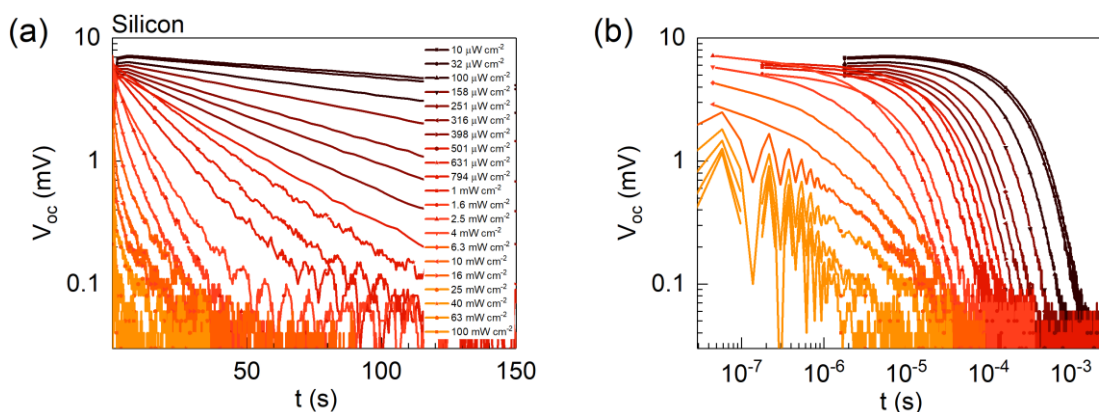 (a)
Silicon
10
1
0.1
V_oc (mV)
50
100
150
t (s)
10 μW cm⁻²
32 μW cm⁻²
100 μW cm⁻²
158 μW cm⁻²
251 μW cm⁻²
316 μW cm⁻²
398 μW cm⁻²
501 μW cm⁻²
631 μW cm⁻²
794 μW cm⁻²
1 mW cm⁻²
1.6 mW cm⁻²
2.5 mW cm⁻²
4 mW cm⁻²
6.3 mW cm⁻²
10 mW cm⁻²
16 mW cm⁻²
25 mW cm⁻²
40 mW cm⁻²
63 mW cm⁻²
100 mW cm⁻²
(b)
10
1
0.1
V_oc (mV)
10⁻⁷
10⁻⁶
10⁻⁵
10⁻⁴
10⁻³
t (s)